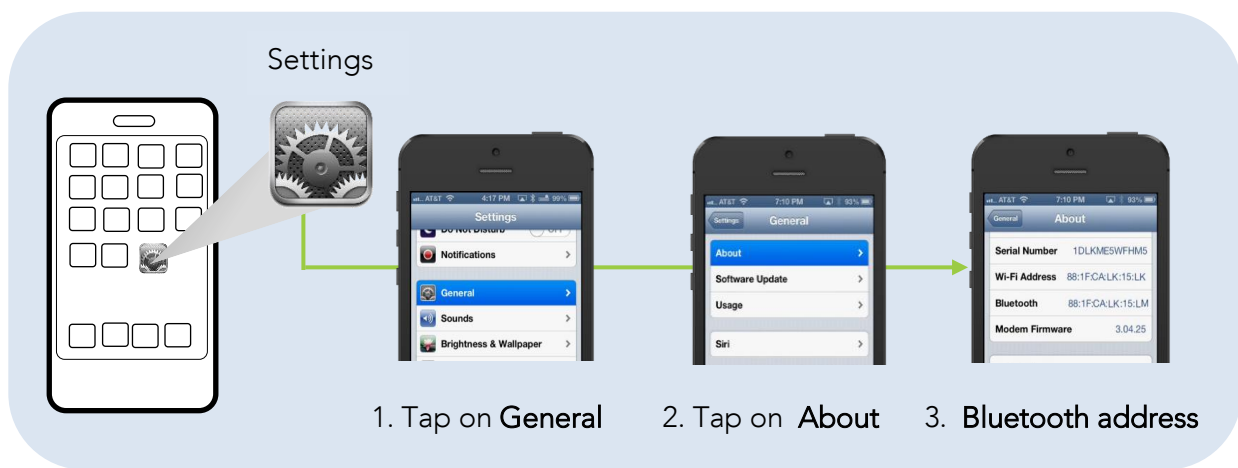 Settings
AT&T 4:17 PM 99%
Settings
Do Not Disturb OFF
Notifications
General
Sounds
Brightness & Wallpaper
1. Tap on General
AT&T 7:10 PM 93%
Settings General
About
Software Update
Usage
Siri
2. Tap on About
AT&T 7:10 PM 93%
General About
Serial Number 1DLKME5WFHM5
Wi-Fi Address 88:1F:CA:LK:15:LK
Bluetooth 88:1F:CA:LK:15:LM
Modem Firmware 3.04.25
3. Bluetooth address